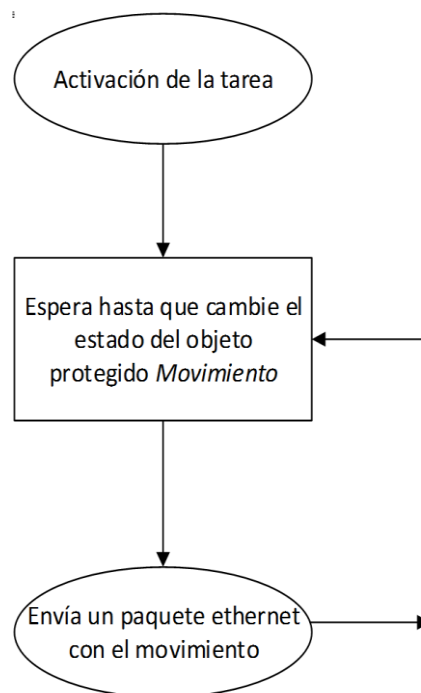 Activación de la tarea
Espera hasta que cambie el
estado del objeto
protegido Movimiento
Envía un paquete ethernet
con el movimiento